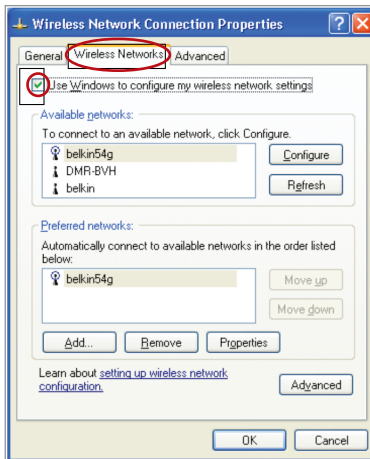 Wireless Network Connection Properties
General Wireless Networks Advanced
Use Windows to configure my wireless network settings
Available networks:
To connect to an available network, click Configure.
belkin54g
Configure
DMR-BVH
belkin
Refresh
Preferred networks:
Automatically connect to available networks in the order listed
below:
belkin54g
Move up
Move down
Add... Remove Properties
Learn about setting up wireless network
configuration.
Advanced
OK Cancel